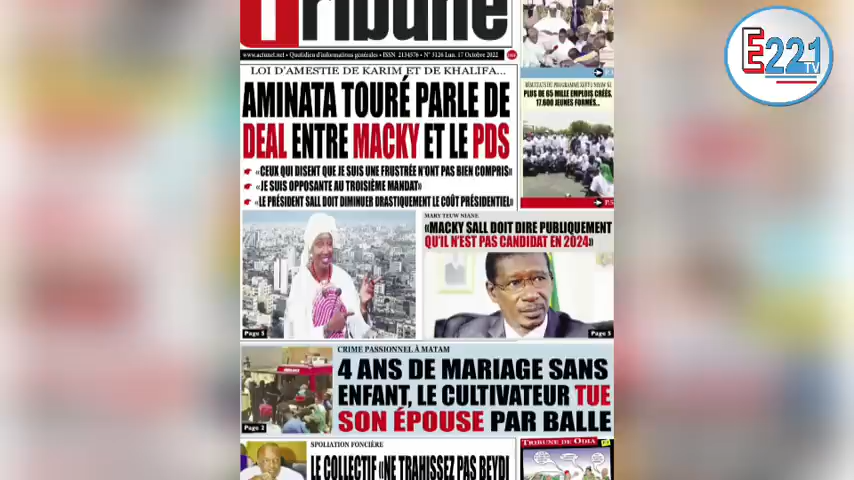 Tribune
www.actunet.net • Quotidien d'informations générales • ISSN 2134576 • N° 3126 Lun. 17 Octobre 2022
LOI D'AMESTIE DE KARIM ET DE KHALIFA...
AMINATA TOURÉ PARLE DE
DEAL ENTRE MACKY ET LE PDS
«CEUX QUI DISENT QUE JE SUIS UNE FRUSTRÉE N'ONT PAS BIEN COMPRIS»
«JE SUIS OPPOSANTE AU TROISIÈME MANDAT»
«LE PRÉSIDENT SALL DOIT DIMINUER DRASTIQUEMENT LE COÛT PRÉSIDENTIEL»
Page 5
PLUS DE 65 MILLE EMPLOIS CRÉES,
17.600 JEUNES FORMÉS...
P.5
MARY TEUW NIANE
«MACKY SALL DOIT DIRE PUBLIQUEMENT
QU'IL N'EST PAS CANDIDAT EN 2024»
Page 5
CRIME PASSIONNEL À MATAM
4 ANS DE MARIAGE SANS
ENFANT, LE CULTIVATEUR TUE
SON ÉPOUSE PAR BALLE
Page 2
SPOLIATION FONCIÈRE
LE COLLECTIF «NE TRAHISSEZ PAS BEYDI
TRIBUNE DE ODIA
E221
TV